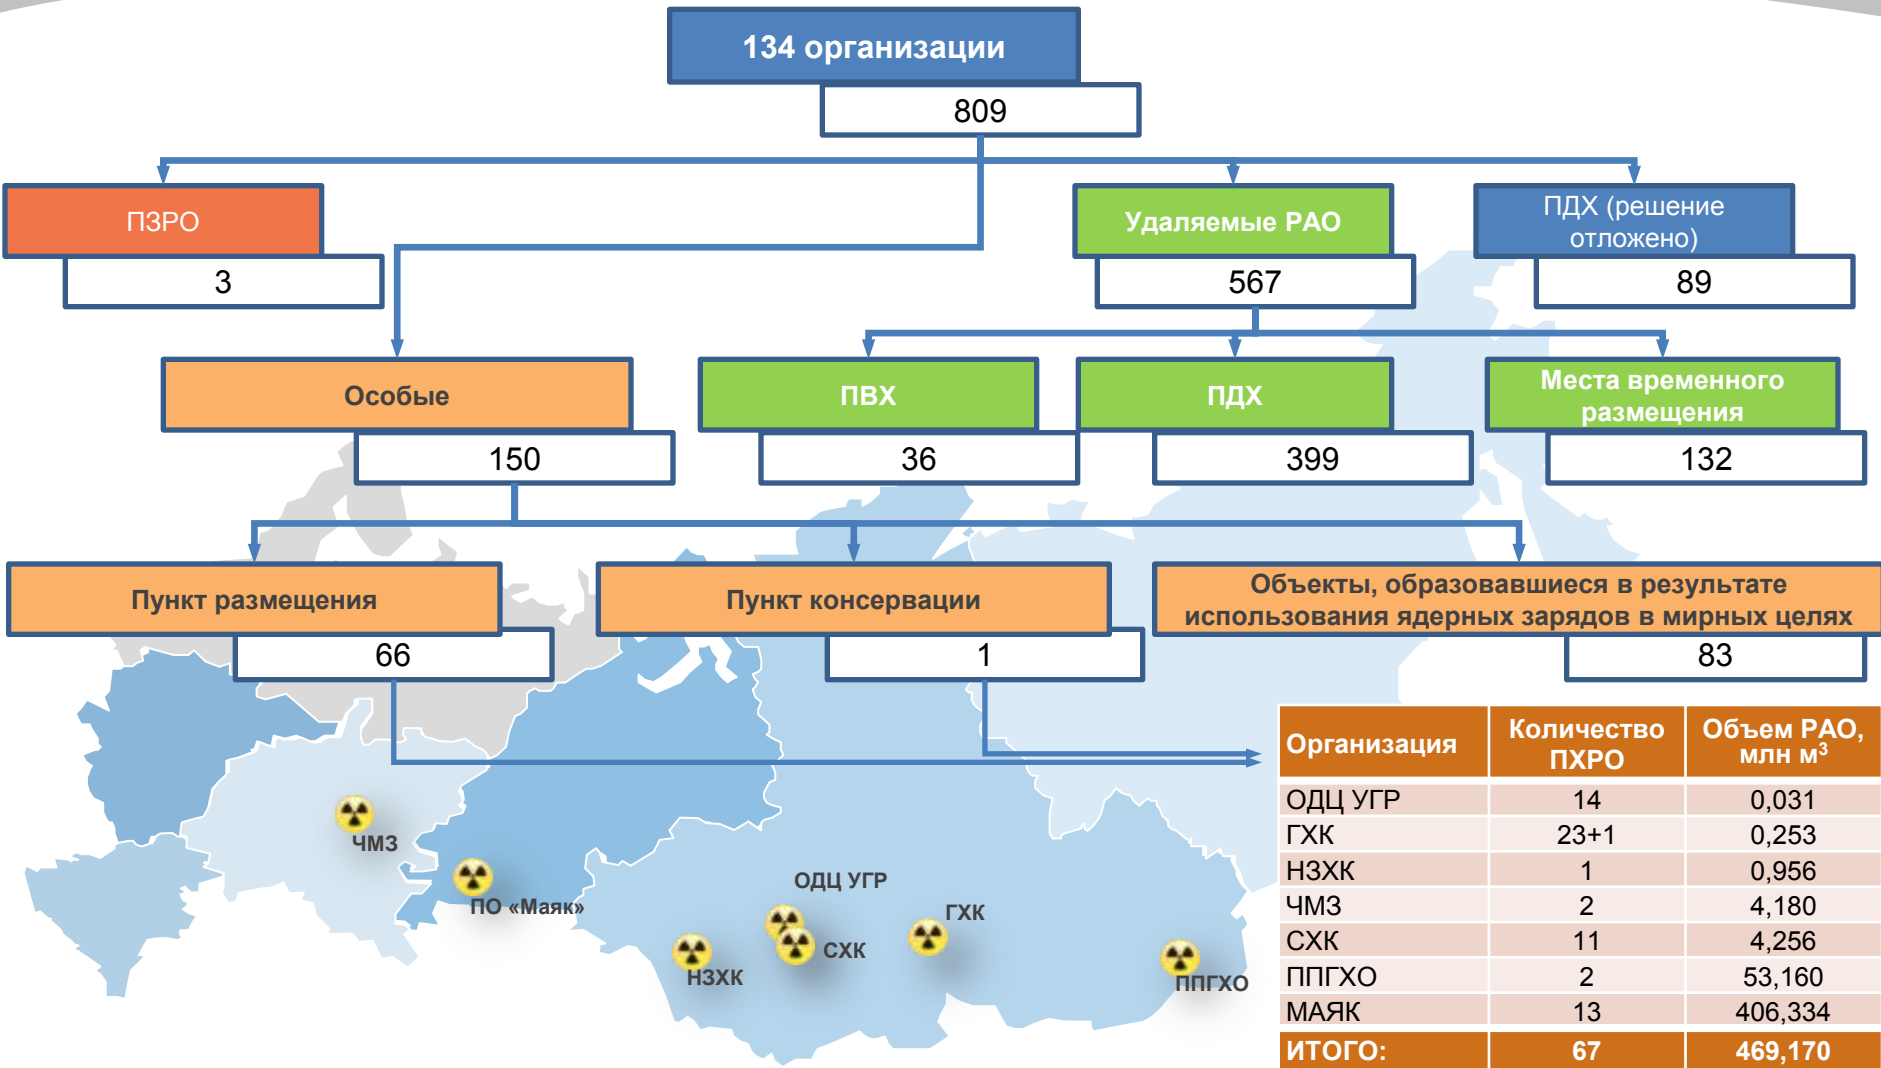 134 организации
809
ПЗРО
3
Удаляемые РАО
567
ПДХ (решение
отложено)
89
Особые
150
ПВХ
36
ПДХ
399
Места временного
размещения
132
Пункт размещения
66
Пункт консервации
1
Объекты, образовавшиеся в результате
использования ядерных зарядов в мирных целях
83
ЧМЗ
ПО «Маяк»
ОДЦ УГР
СХК
НЗХК
ГХК
ППГХО
Организация Количество ПХРО Объем РАО, млн м³
ОДЦ УГР 14 0,031
ГХК 23+1 0,253
НЗХК 1 0,956
ЧМЗ 2 4,180
СХК 11 4,256
ППГХО 2 53,160
МАЯК 13 406,334
ИТОГО: 67 469,170